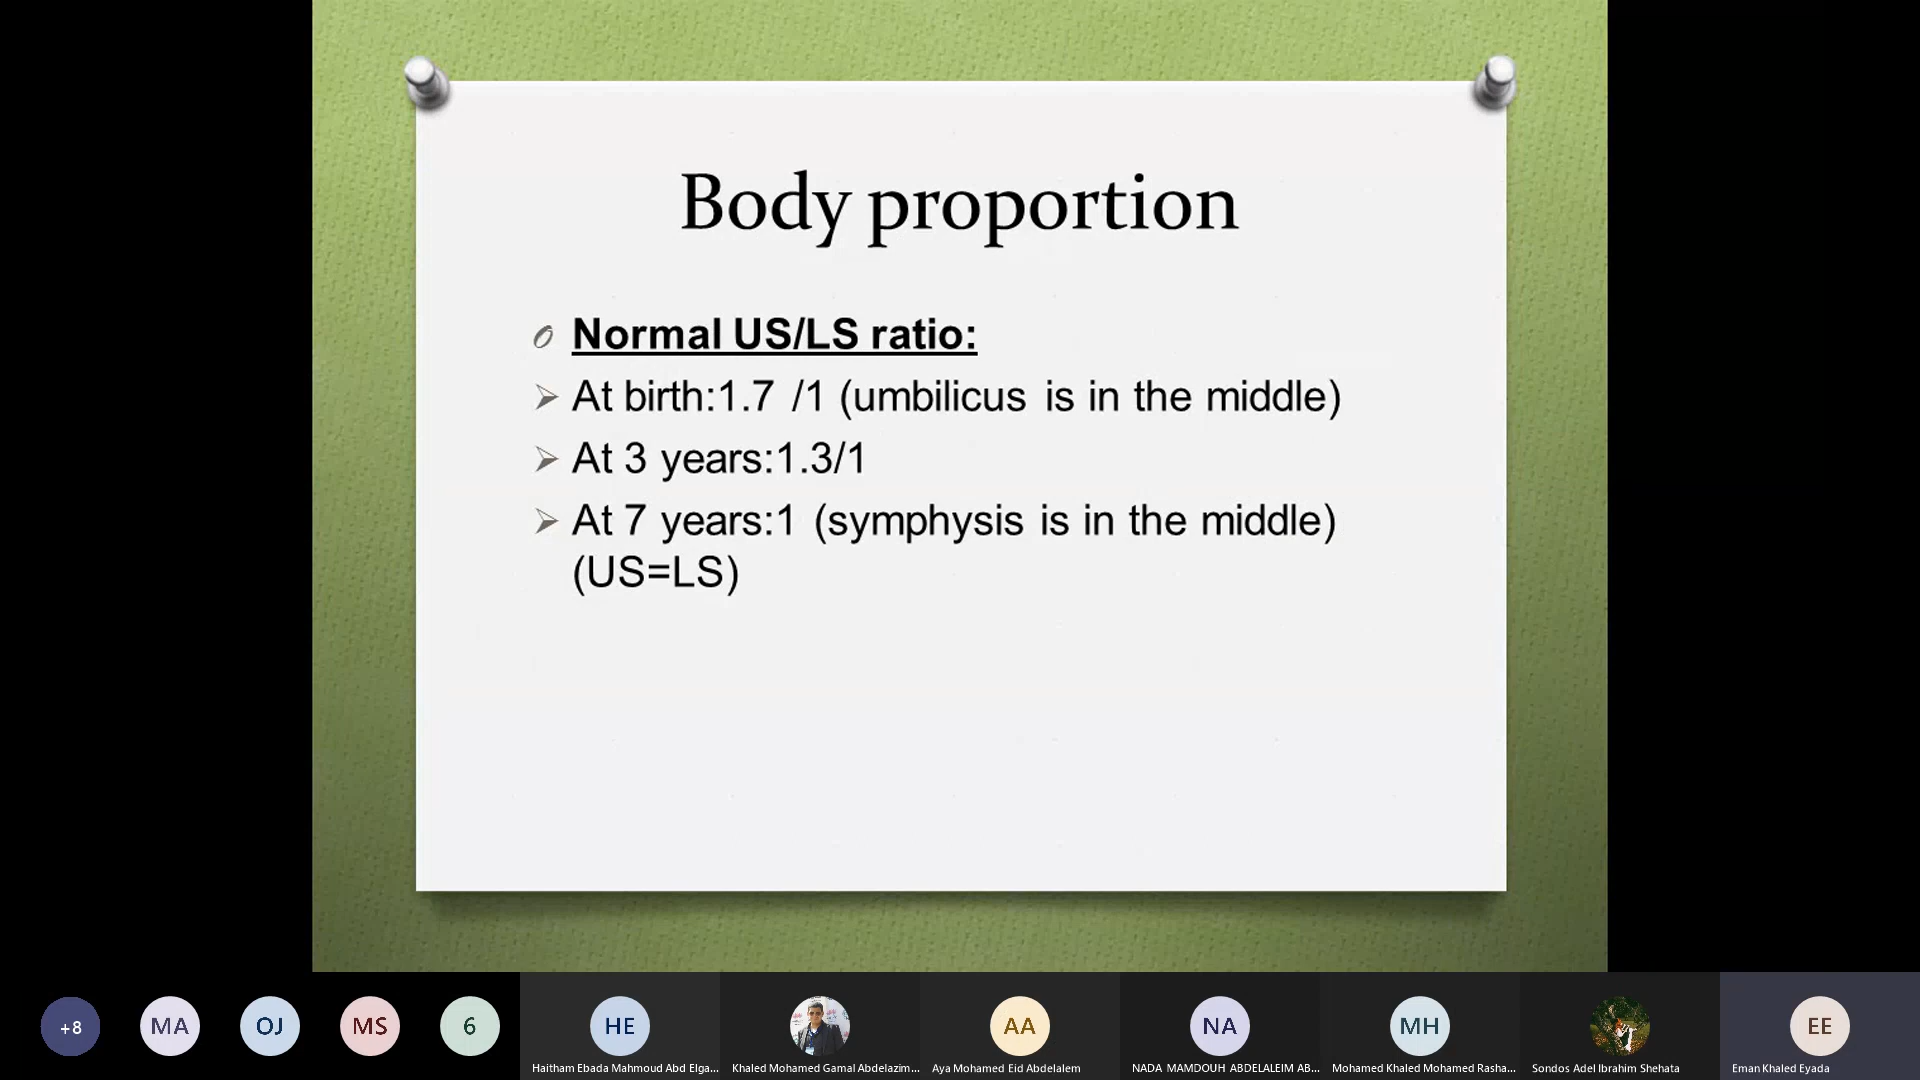 Body proportion
Normal US/LS ratio:
At birth:1.7 /1 (umbilicus is in the middle)
At 3 years:1.3/1
At 7 years:1 (symphysis is in the middle)
(US=LS)
+8
MA
OJ
MS
6
HE
AA
NA
MH
EE
Haitham Ebada Mahmoud Abd Elga...
Khaled Mohamed Gamal Abdelazim...
Aya Mohamed Eid Abdelalem
NADA MAMDOUH ABDELALEIM AB...
Mohamed Khaled Mohamed Rasha...
Sondos Adel Ibrahim Shehata
Eman Khaled Eyada